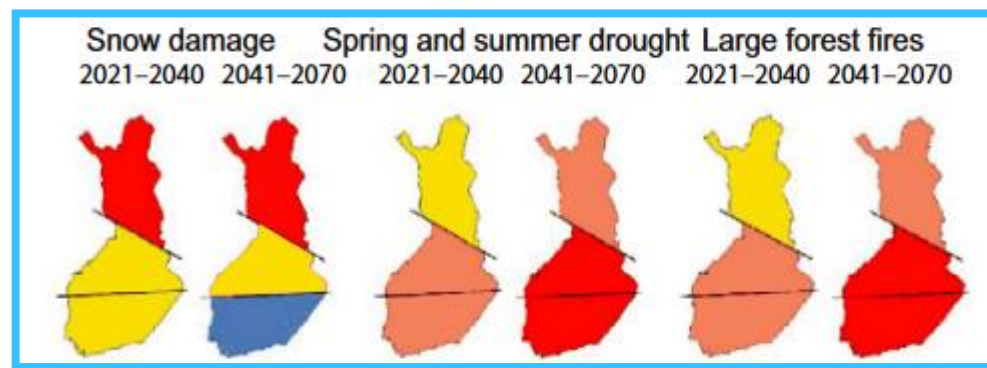 Snow damage Spring and summer drought Large forest fires
2021–2040 2041–2070 2021–2040 2041–2070 2021–2040 2041–2070